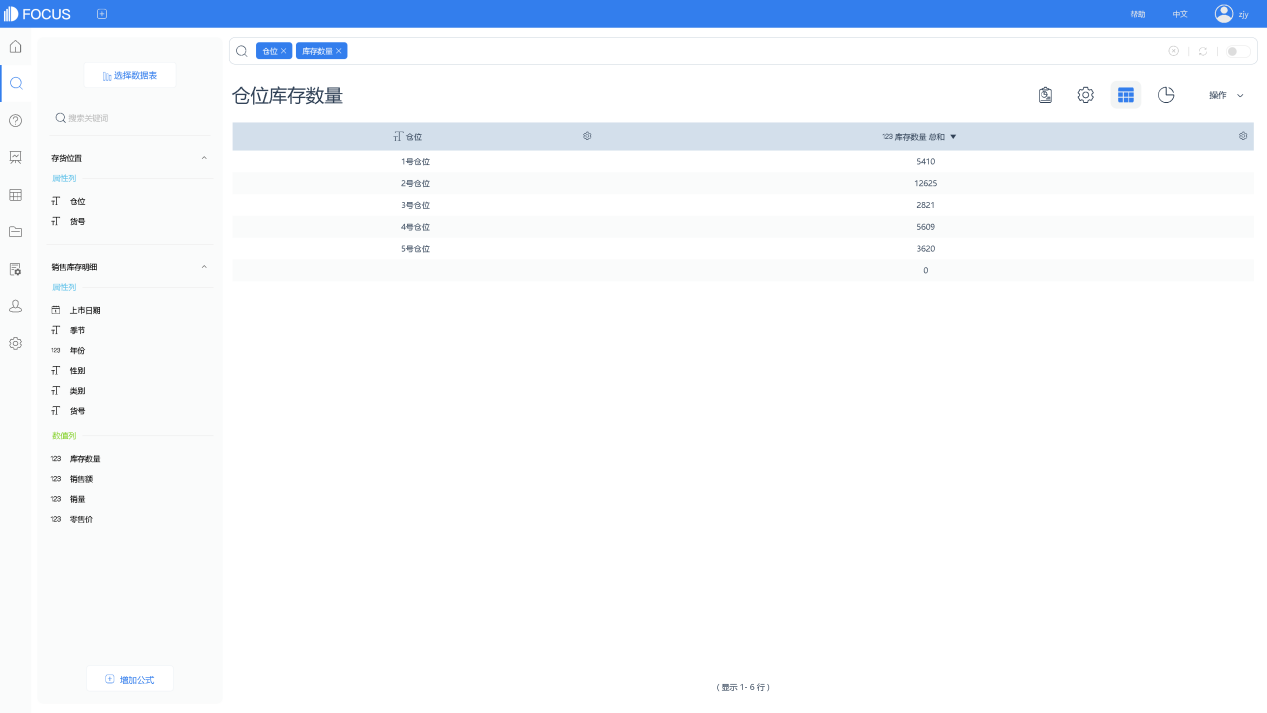 FOCUS
帮助 中文 zjy
选择数据表
搜索关键词
存货位置
属性列
仓位
货号
销售库存明细
属性列
上市日期
季节
123 年份
性别
类别
货号
数值列
123 库存数量
123 销售额
123 销量
123 零售价
增加公式
仓位 × 库存数量 ×
仓位库存数量
操作
仓位 123 库存数量 总和 ▼
1号仓位 5410
2号仓位 12625
3号仓位 2821
4号仓位 5609
5号仓位 3620
0
( 显示 1- 6 行 )